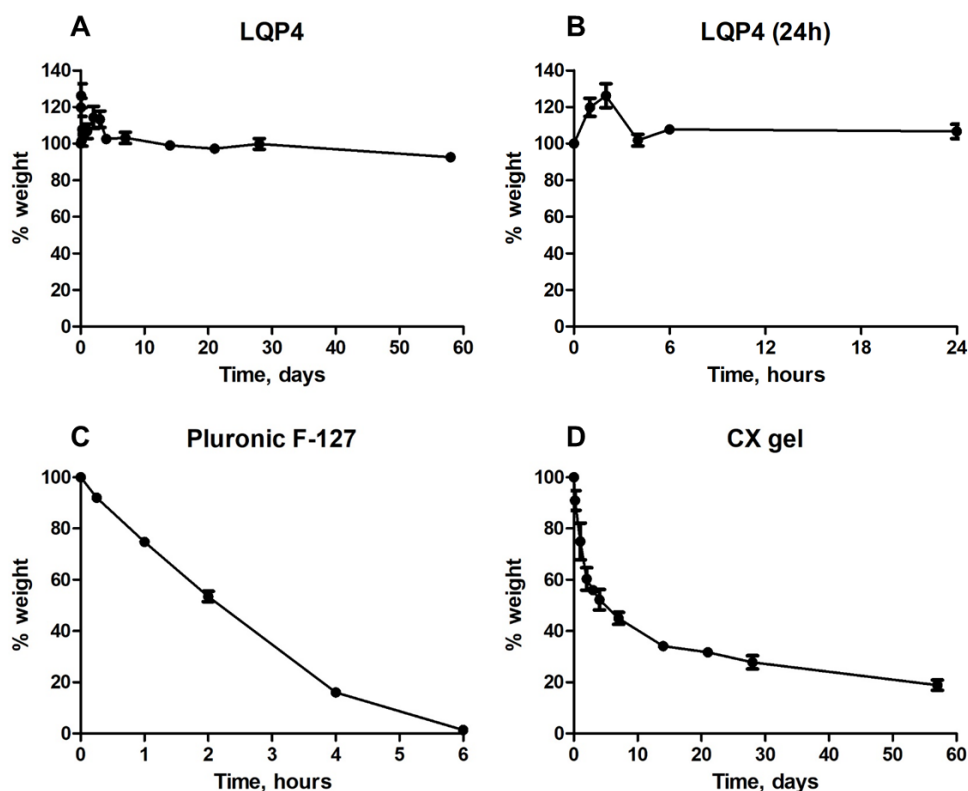 A LQP4
% weight
140
120
100
80
60
40
20
0
0 10 20 30 40 50 60
Time, days
B LQP4 (24h)
% weight
140
120
100
80
60
40
20
0
0 6 12 18 24
Time, hours
C Pluronic F-127
% weight
100
80
60
40
20
0
0 1 2 3 4 5 6
Time, hours
D CX gel
% weight
100
80
60
40
20
0
0 10 20 30 40 50 60
Time, days